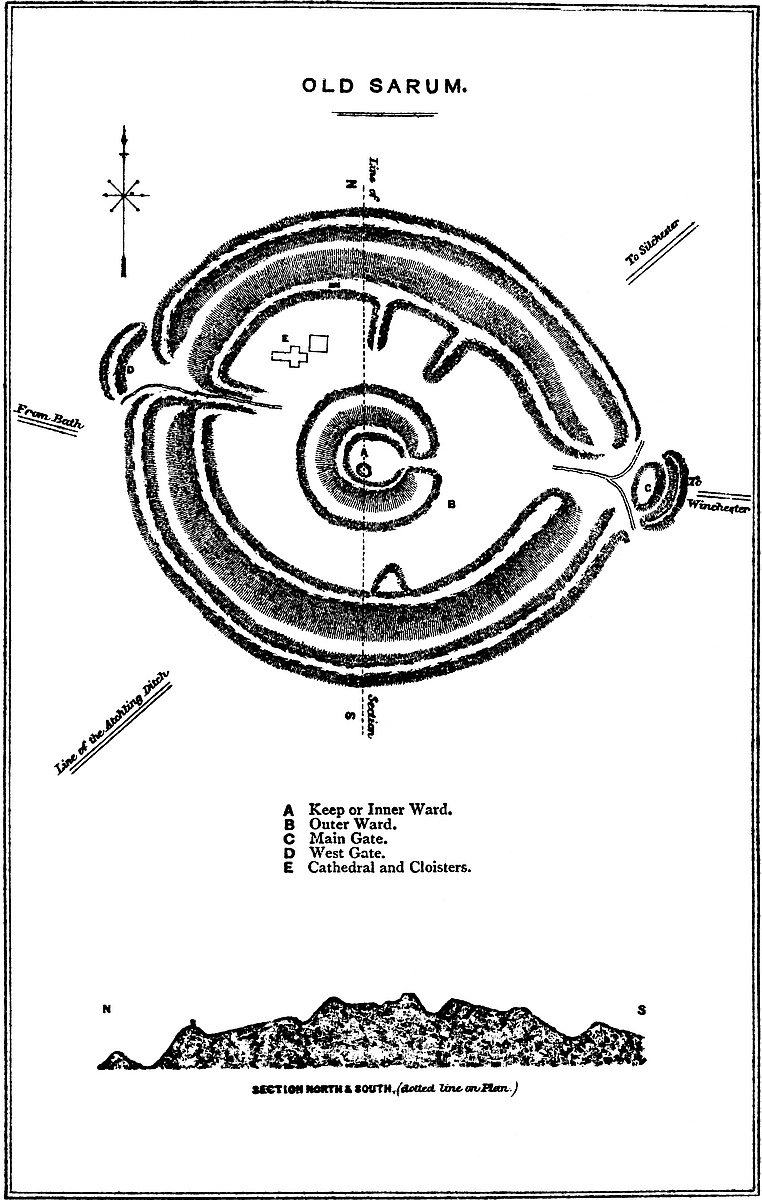 OLD SARUM.
N
Line of
To Silchester
E
D
From Bath
A
B
C
To
Winchester
Line of the Atchling Ditch
S
Section
A Keep or Inner Ward.
B Outer Ward.
C Main Gate.
D West Gate.
E Cathedral and Cloisters.
N
S
SECTION NORTH & SOUTH, (dotted line on Plan.)